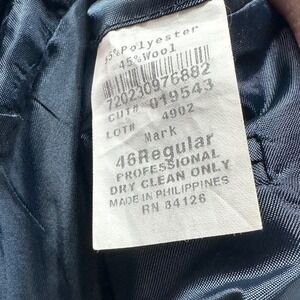 55%Polyester
45%Wool
720230976882
CUT# 019543
LOT# 4902
Mark
46Regular
PROFESSIONAL
DRY CLEAN ONLY
MADE IN PHILIPPINES
RN 84126